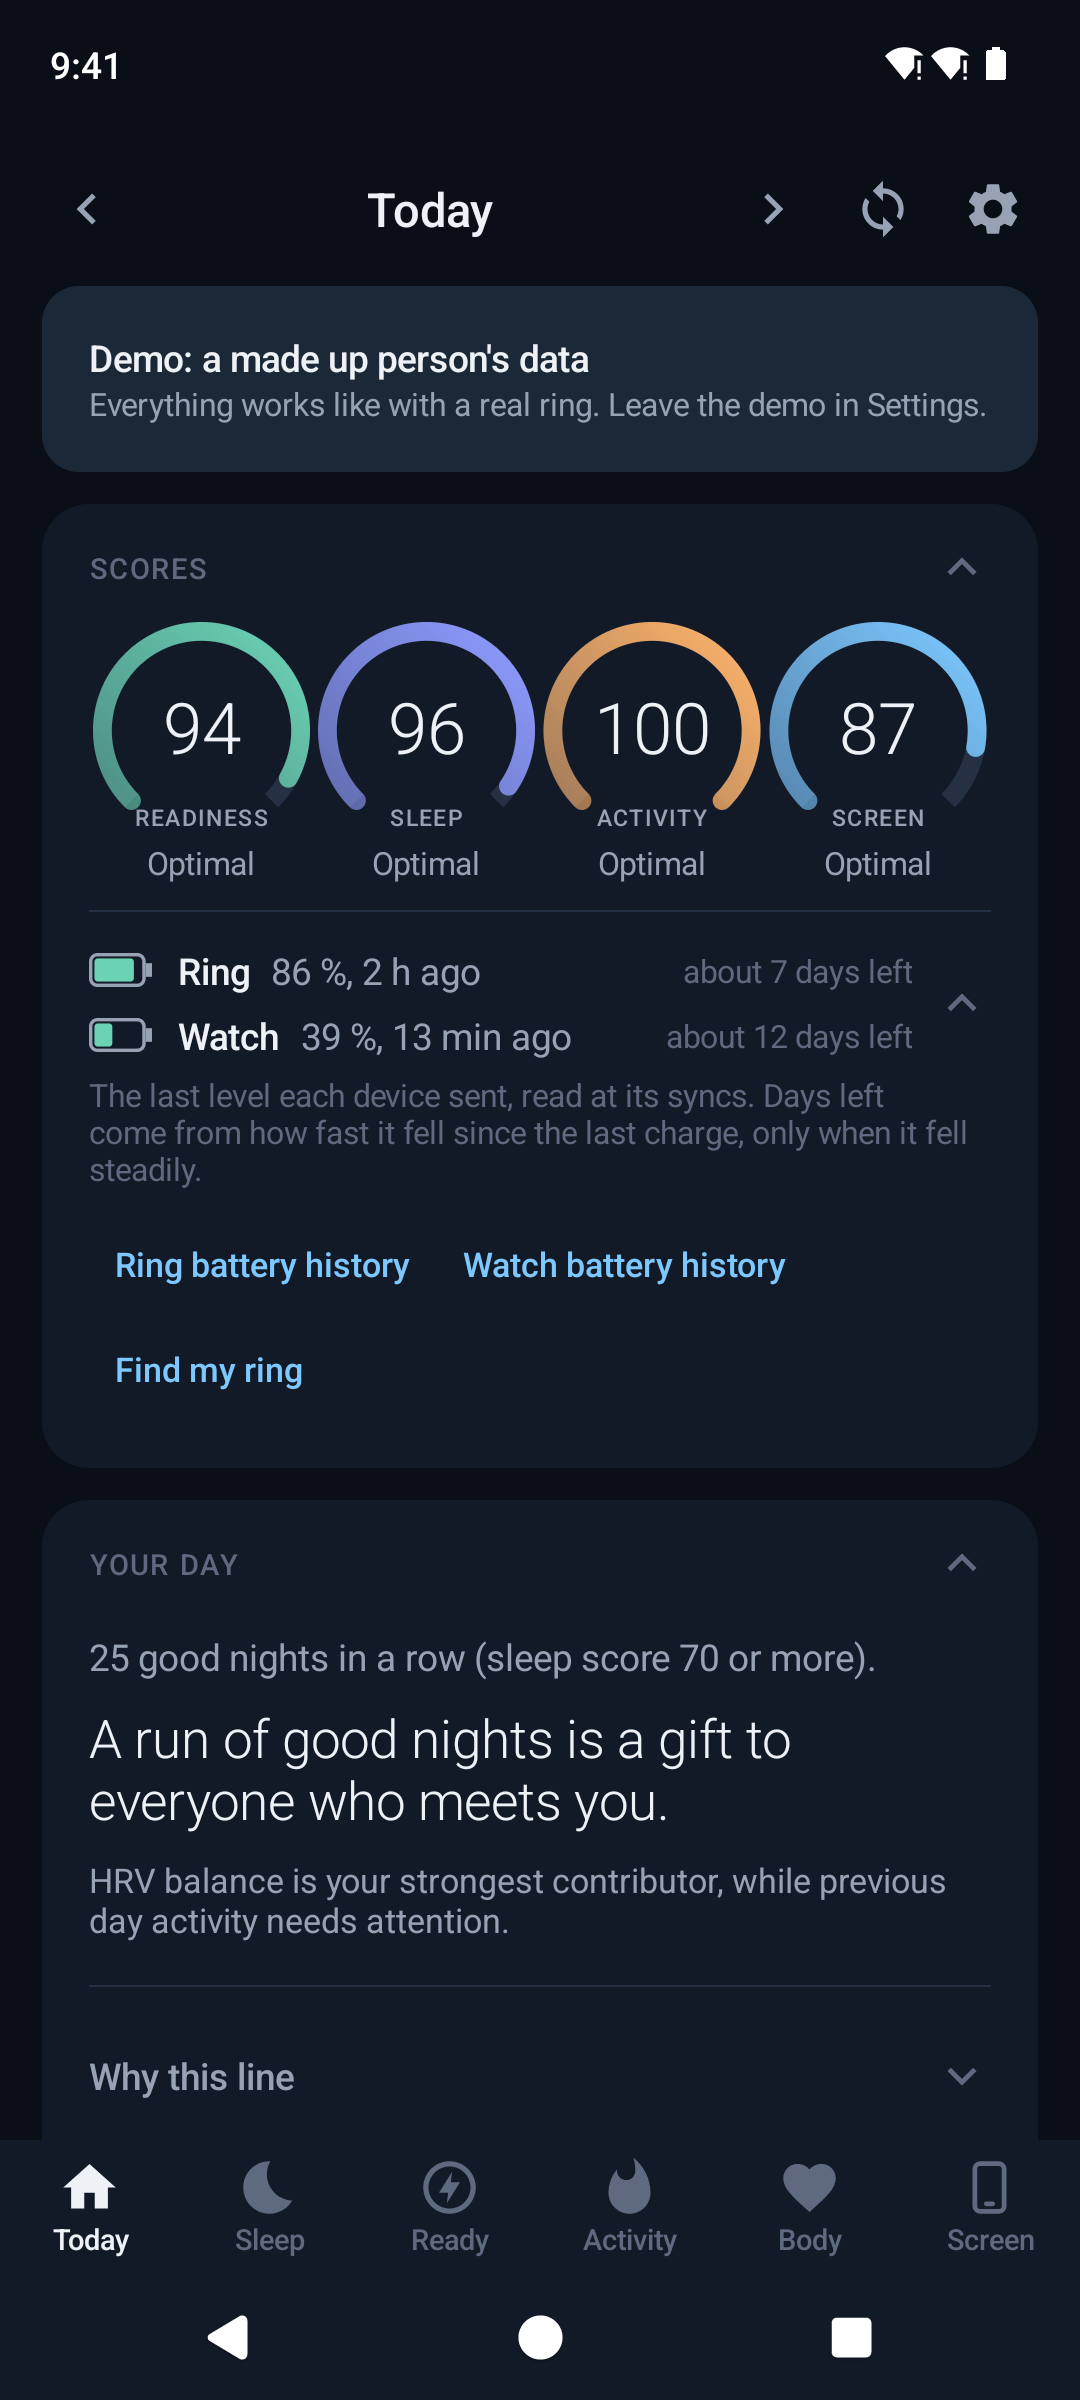 9:41
Today
Demo: a made up person's data
Everything works like with a real ring. Leave the demo in Settings.
SCORES
94 96 100 87
READINESS SLEEP ACTIVITY SCREEN
Optimal Optimal Optimal Optimal
Ring 86 %, 2 h ago about 7 days left
Watch 39 %, 13 min ago about 12 days left
The last level each device sent, read at its syncs. Days left
come from how fast it fell since the last charge, only when it fell
steadily.
Ring battery history Watch battery history
Find my ring
YOUR DAY
25 good nights in a row (sleep score 70 or more).
A run of good nights is a gift to
everyone who meets you.
HRV balance is your strongest contributor, while previous
day activity needs attention.
Why this line
Today Sleep Ready Activity Body Screen